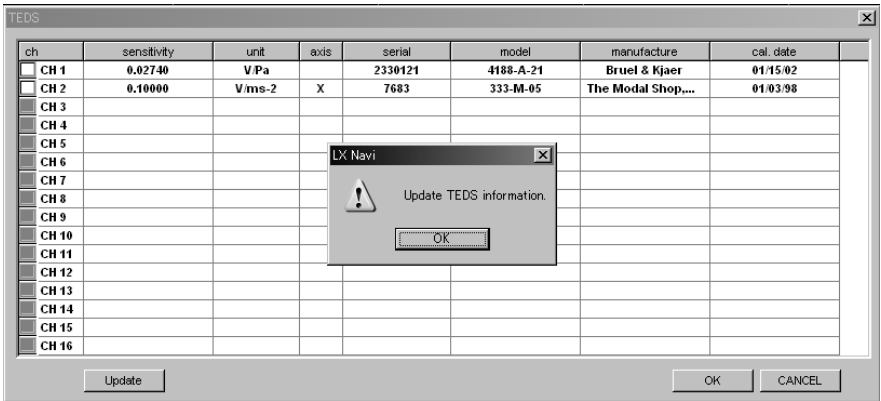 TEDS
ch sensitivity unit axis serial model manufacture cal. date
CH 1 0.02740 V/Pa 2330121 4188-A-21 Bruel & Kjaer 01/15/02
CH 2 0.10000 V/ms-2 X 7683 333-M-05 The Modal Shop,... 01/03/98
CH 3
CH 4
CH 5
CH 6
CH 7
CH 8
CH 9
CH 10
CH 11
CH 12
CH 13
CH 14
CH 15
CH 16
LX Navi
Update TEDS information.
OK
Update OK CANCEL